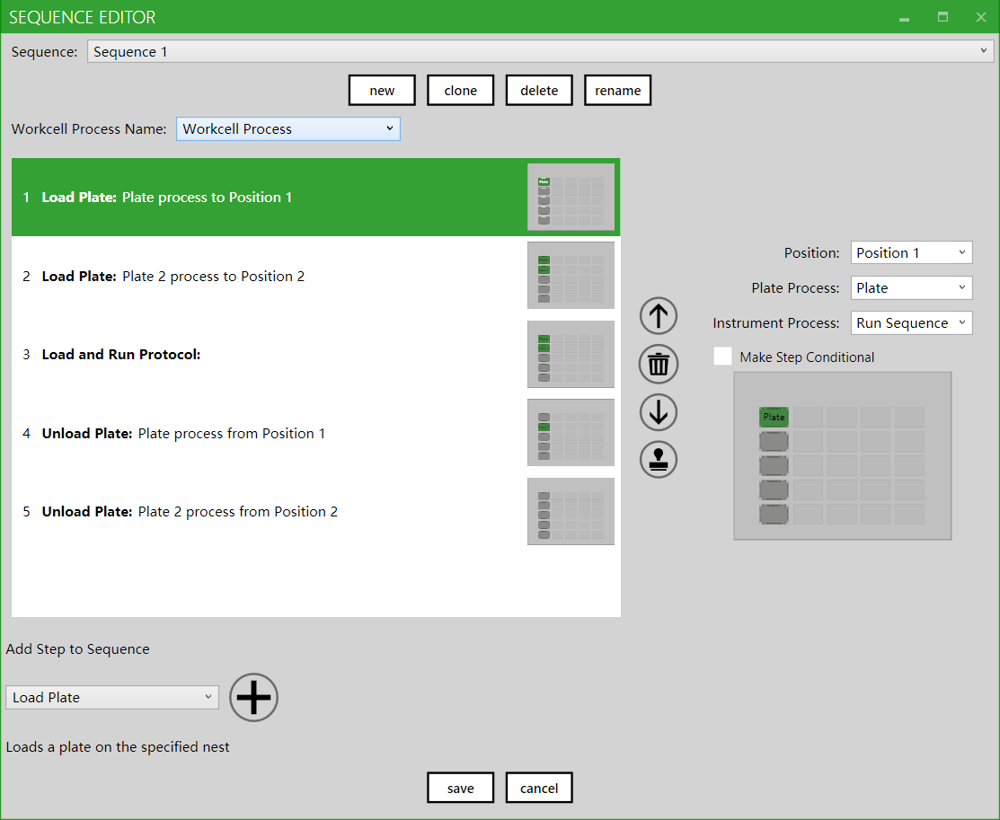 SEQUENCE EDITOR
Sequence: Sequence 1
new clone delete rename
Workcell Process Name: Workcell Process
1 Load Plate: Plate process to Position 1
Plate
2 Load Plate: Plate 2 process to Position 2
Plate
3 Load and Run Protocol:
Plate
4 Unload Plate: Plate process from Position 1
5 Unload Plate: Plate 2 process from Position 2
Position: Position 1
Plate Process: Plate
Instrument Process: Run Sequence
Make Step Conditional
Plate
Add Step to Sequence
Load Plate
Loads a plate on the specified nest
save cancel